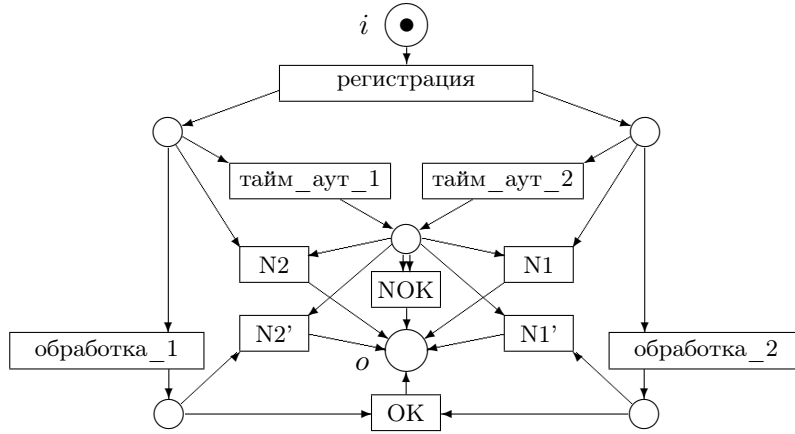 i
регистрация
тайм_аут_1
тайм_аут_2
N2
N1
NOK
N2'
N1'
обработка_1
o
обработка_2
OK